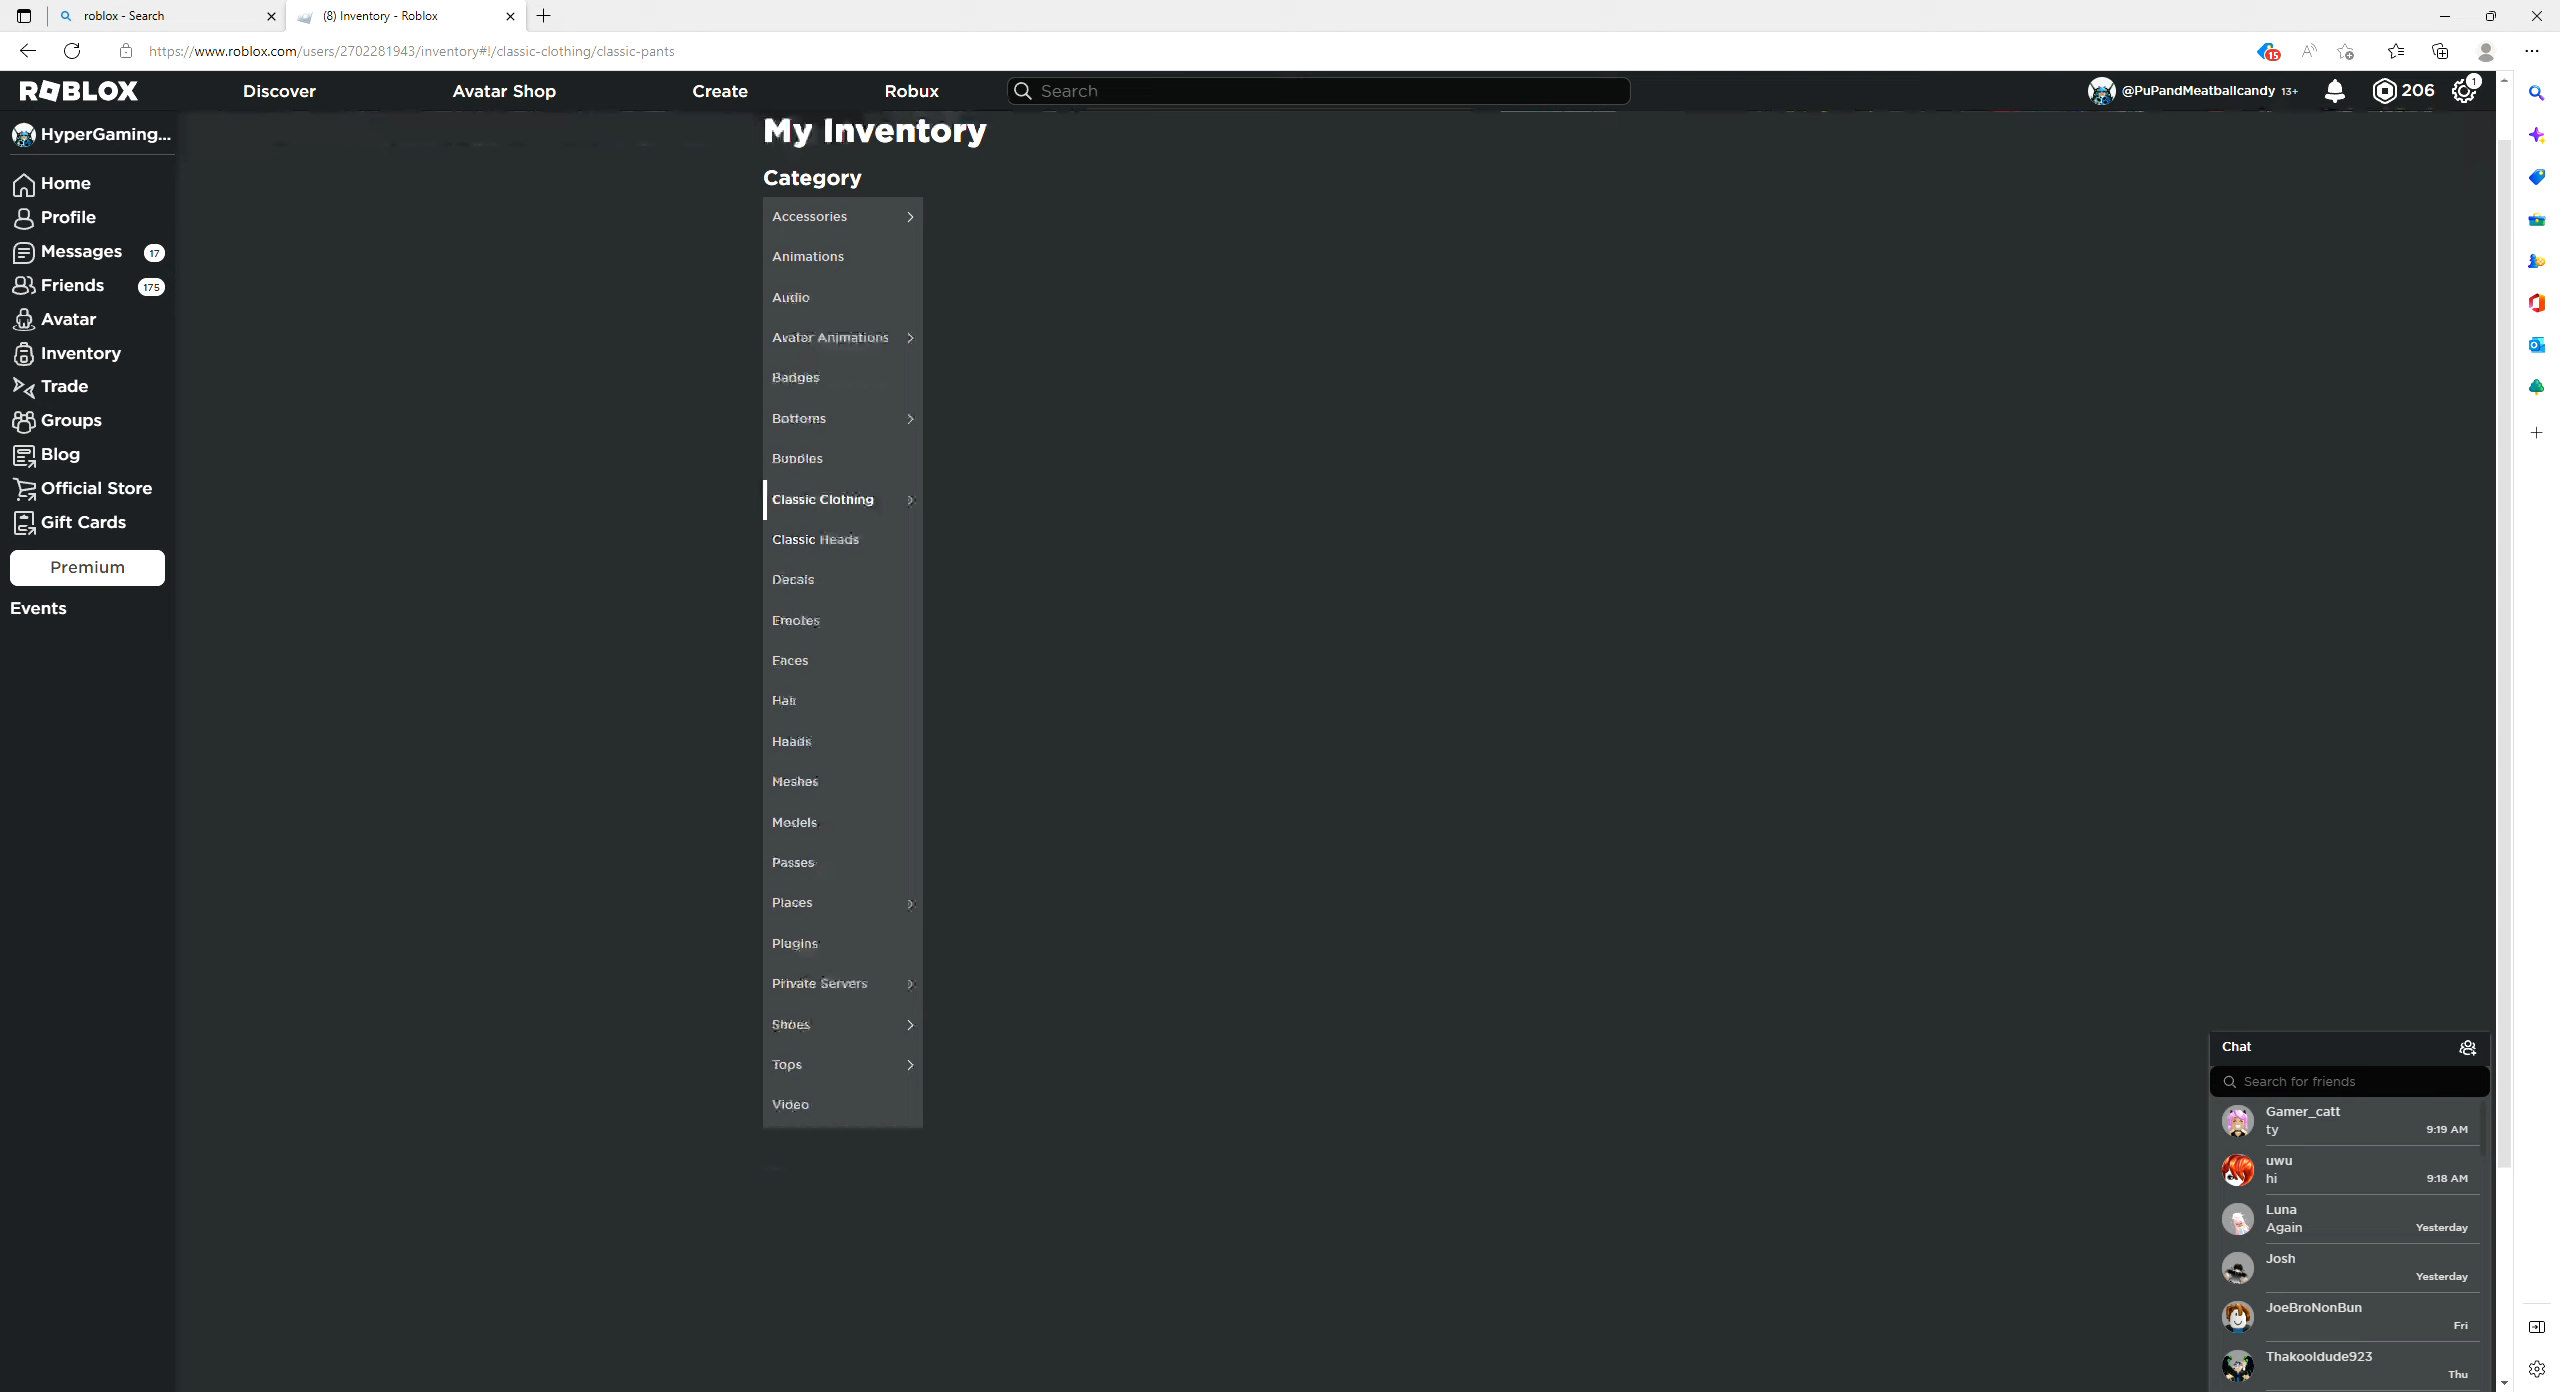 roblox - Search
(8) Inventory - Roblox
https://www.roblox.com/users/2702281943/inventory#!/classic-clothing/classic-pants
15
ROBLOX
Discover
Avatar Shop
Create
Robux
Search
@PuPandMeatballcandy 13+
206
1
HyperGaming...
Home
Profile
Messages 17
Friends 175
Avatar
Inventory
Trade
Groups
Blog
Official Store
Gift Cards
Premium
Events
My Inventory
Category
Accessories
Animations
Audio
Avatar Animations
Badges
Bottoms
Bundles
Classic Clothing
Classic Heads
Decals
Emotes
Faces
Hair
Heads
Meshes
Models
Passes
Places
Plugins
Private Servers
Shoes
Tops
Video
Chat
Search for friends
Gamer_catt
ty 9:19 AM
uwu
hi 9:18 AM
Luna
Again Yesterday
Josh
Yesterday
JoeBroNonBun
Fri
Thakooldude923
Thu